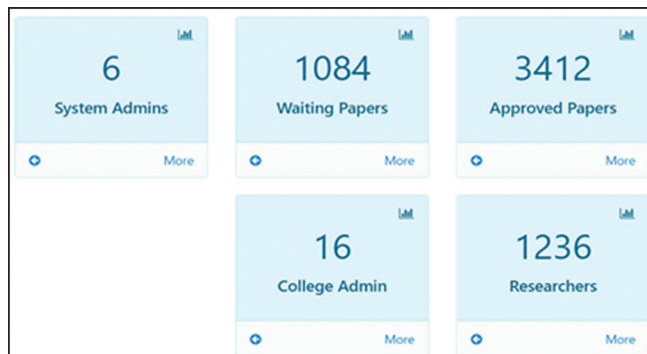 6
System Admins
More
1084
Waiting Papers
More
3412
Approved Papers
More
16
College Admin
More
1236
Researchers
More